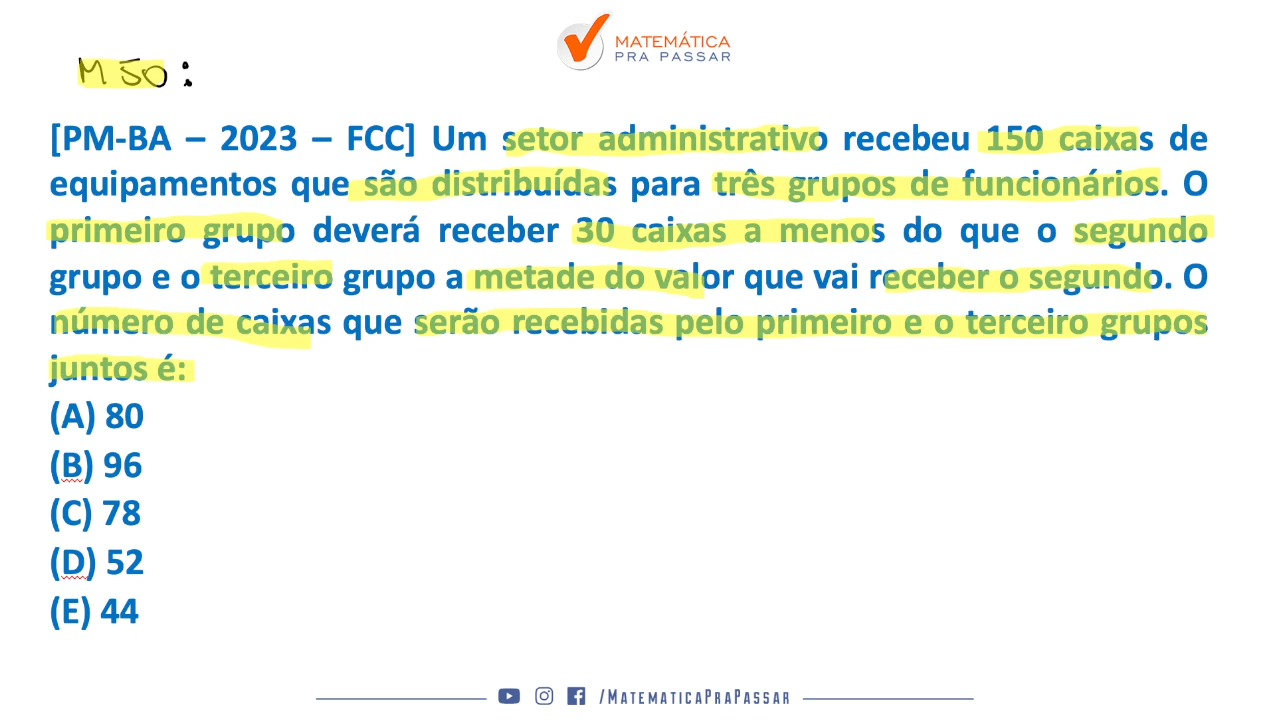 MATEMÁTICA
PRA PASSAR
M 50:
[PM-BA – 2023 – FCC] Um setor administrativo recebeu 150 caixas de
equipamentos que são distribuídas para três grupos de funcionários. O
primeiro grupo deverá receber 30 caixas a menos do que o segundo
grupo e o terceiro grupo a metade do valor que vai receber o segundo. O
número de caixas que serão recebidas pelo primeiro e o terceiro grupos
juntos é:
(A) 80
(B) 96
(C) 78
(D) 52
(E) 44
/MATEMATICAPRAPASSAR